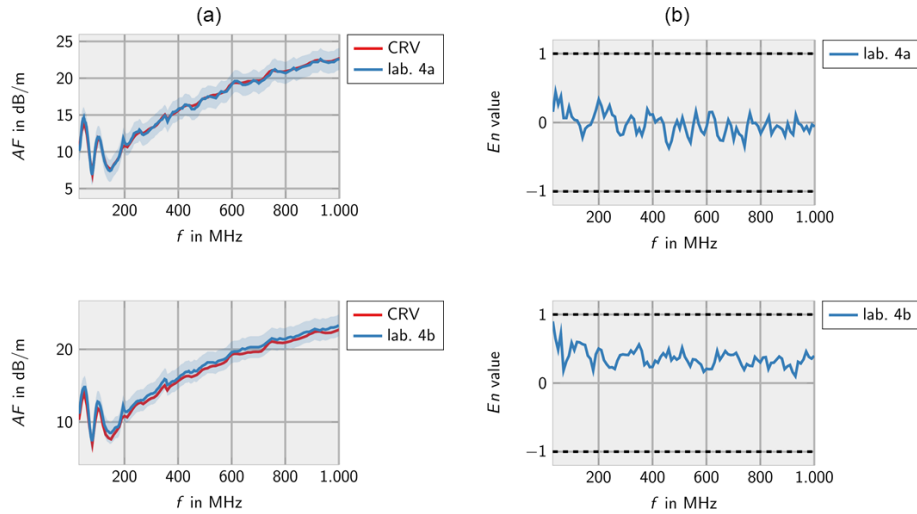 (a)
(b)
AF in dB/m
25
20
15
10
5
200
400
600
800
1.000
f in MHz
CRV
lab. 4a
En value
1
0
−1
200
400
600
800
1.000
f in MHz
lab. 4a
AF in dB/m
20
10
200
400
600
800
1.000
f in MHz
CRV
lab. 4b
En value
1
0
−1
200
400
600
800
1.000
f in MHz
lab. 4b